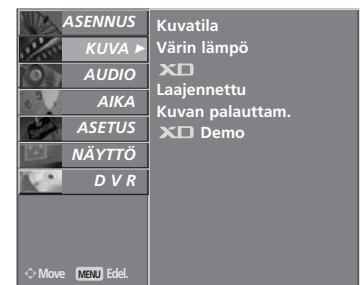 ASENNUS
KUVA ▶
AUDIO
AIKA
ASETUS
NÄYTTÖ
D V R
Kuvatila
Värin lämpö
XD
Laajennettu
Kuvan palauttam.
XD Demo
Move MENU Edel.